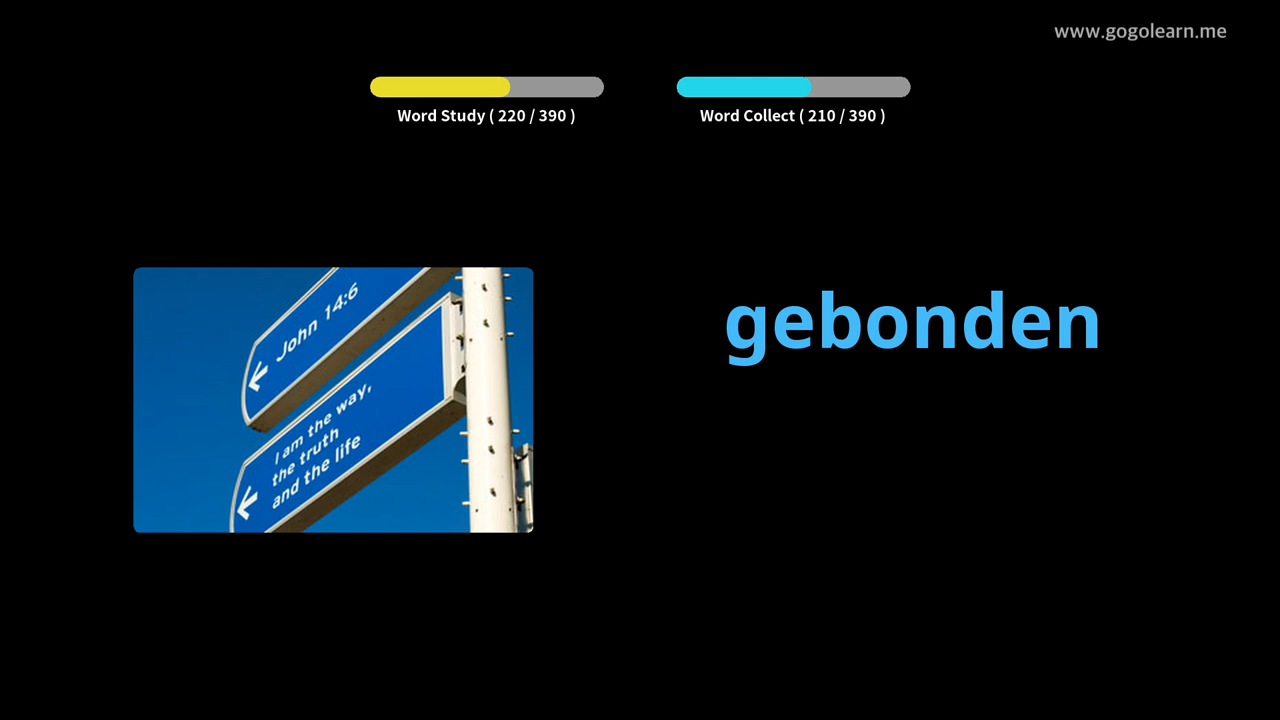 www.gogolearn.me
Word Study ( 220 / 390 )
Word Collect ( 210 / 390 )
John 14:6
I am the way,
the truth
and the life
gebonden